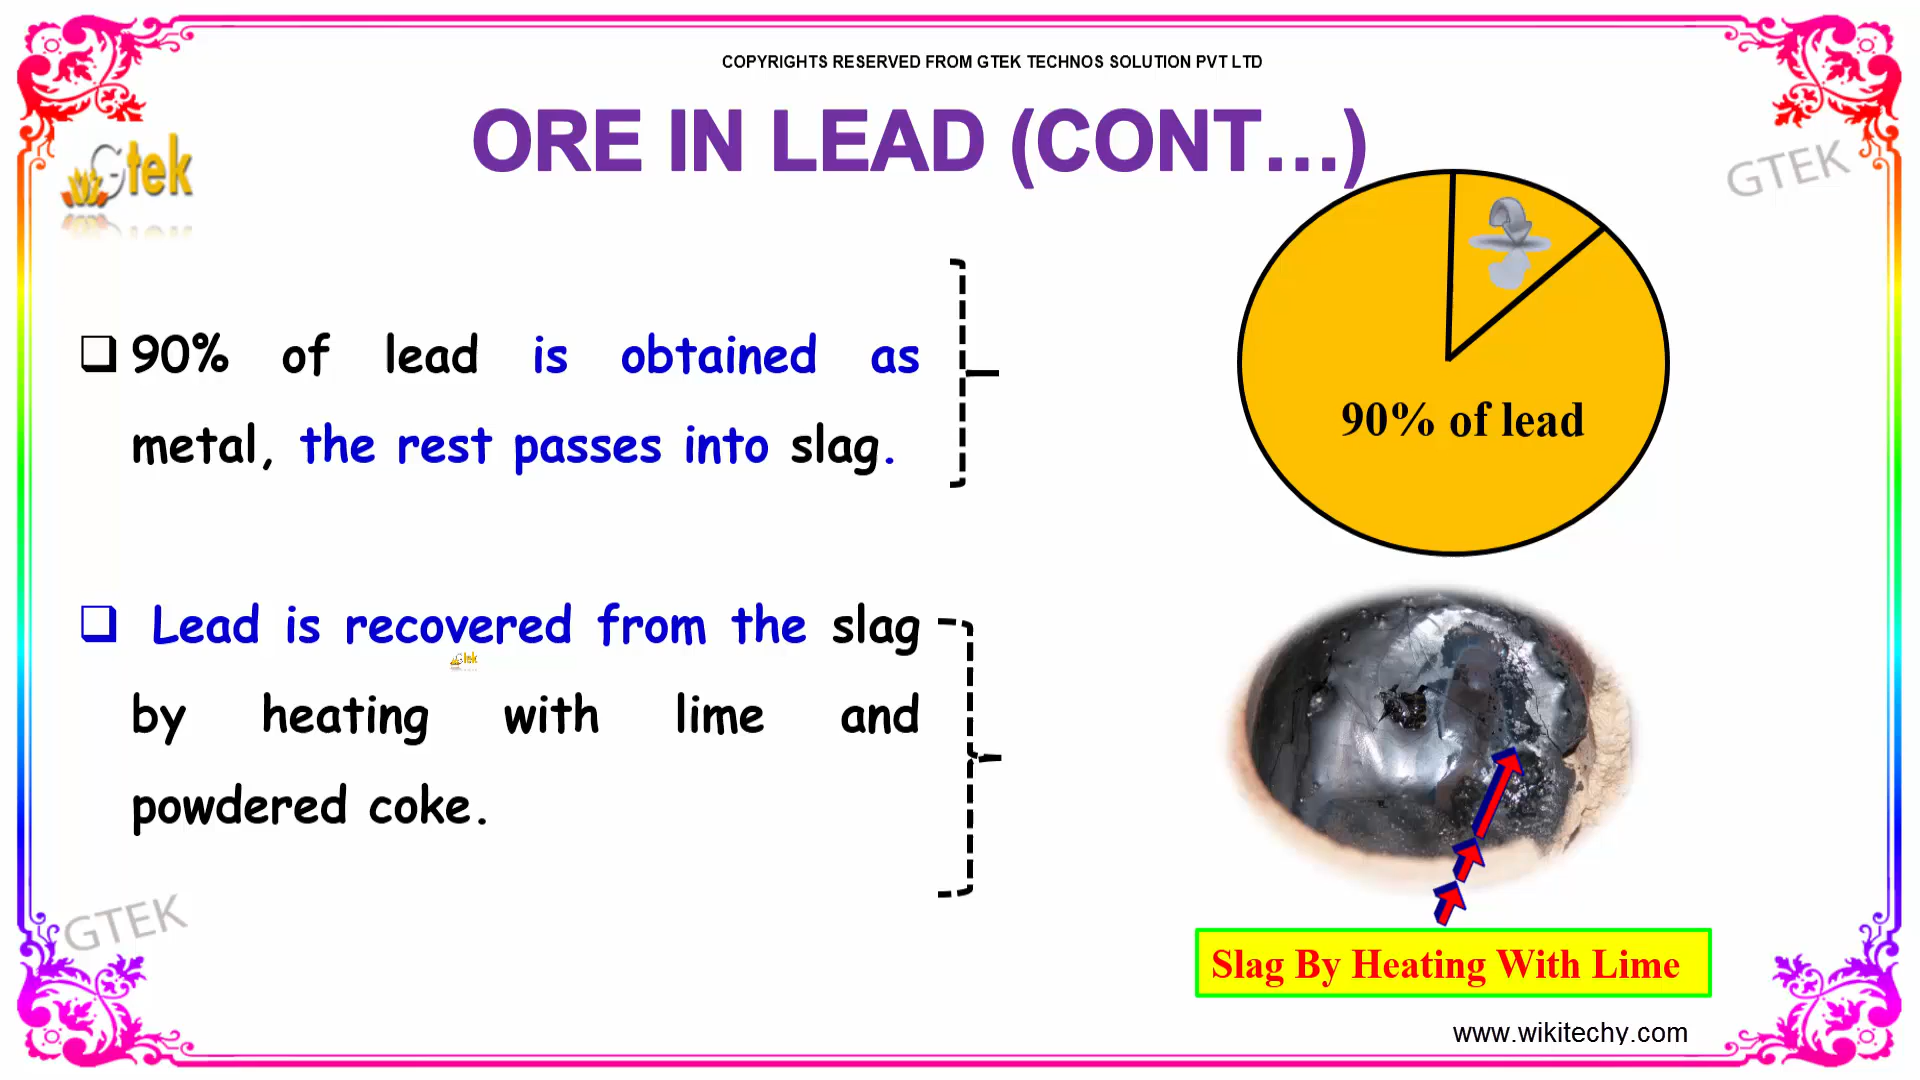 COPYRIGHTS RESERVED FROM GTEK TECHNOS SOLUTION PVT LTD
ORE IN LEAD (CONT...)
Gtek
GTEK
90% of lead is obtained as
metal, the rest passes into slag.
90% of lead
Lead is recovered from the slag
Gtek
by heating with lime and
powdered coke.
GTEK
Slag By Heating With Lime
www.wikitechy.com